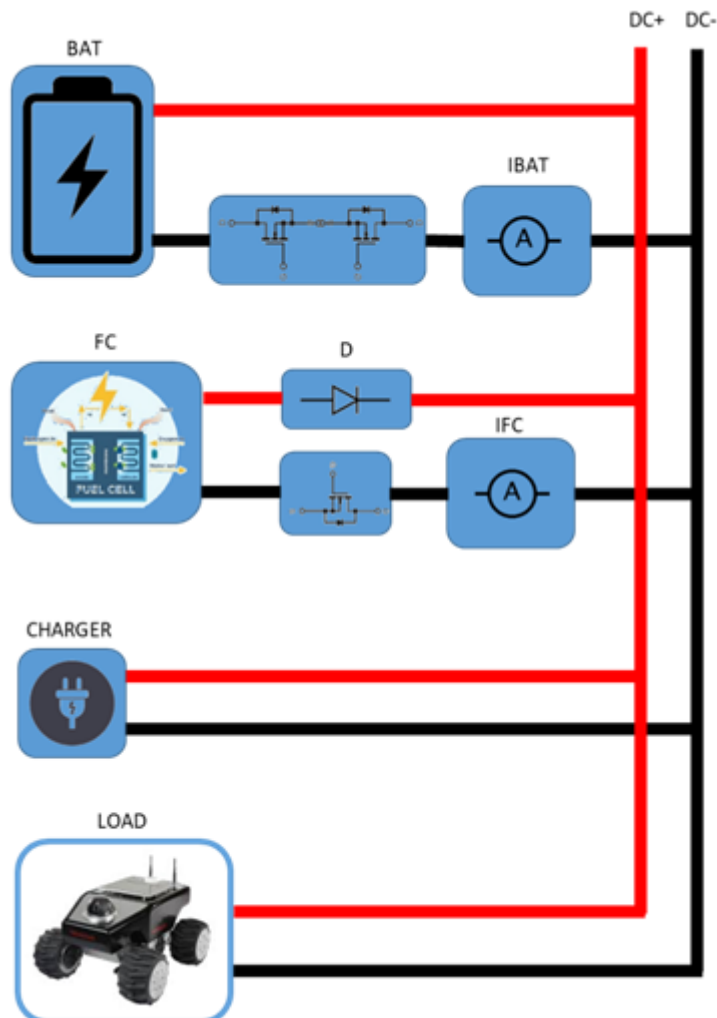 DC+ DC-
BAT
IBAT
A
FC
D
IFC
FUEL CELL
A
CHARGER
LOAD